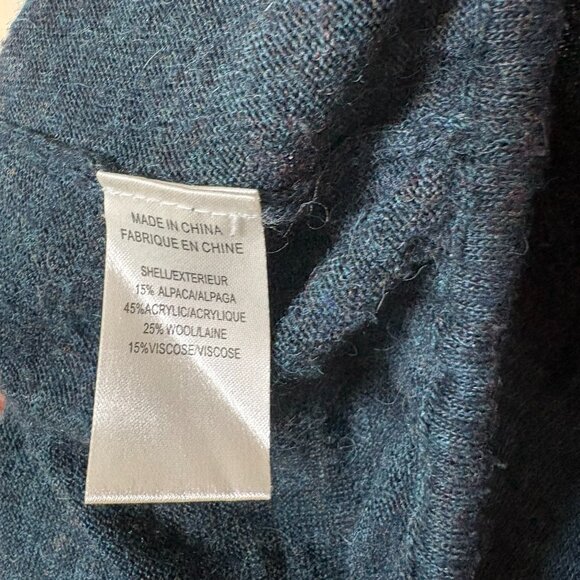 MADE IN CHINA
FABRIQUE EN CHINE
SHELL/EXTERIEUR
15% ALPACA/ALPAGA
45%ACRYLIC/ACRYLIQUE
25% WOOL/LAINE
15%VISCOSE/VISCOSE